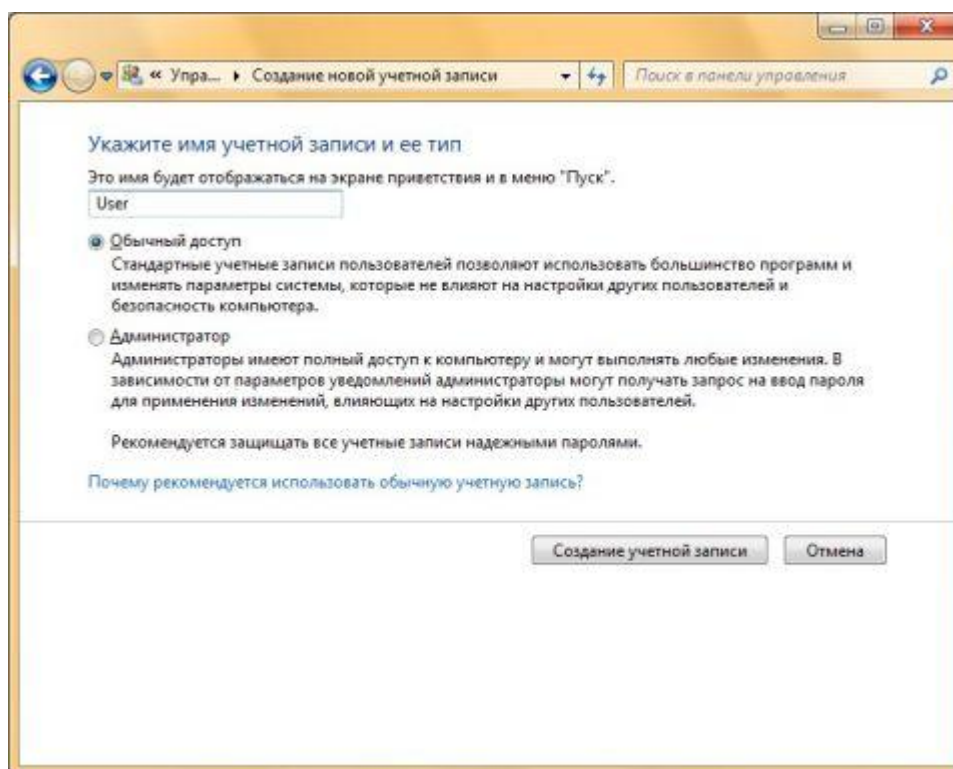 « Упра... ▸ Создание новой учетной записи
Поиск в панели управления
Укажите имя учетной записи и ее тип
Это имя будет отображаться на экране приветствия и в меню "Пуск".
User
Обычный доступ
Стандартные учетные записи пользователей позволяют использовать большинство программ и
изменять параметры системы, которые не влияют на настройки других пользователей и
безопасность компьютера.
Администратор
Администраторы имеют полный доступ к компьютеру и могут выполнять любые изменения. В
зависимости от параметров уведомлений администраторы могут получать запрос на ввод пароля
для применения изменений, влияющих на настройки других пользователей.
Рекомендуется защищать все учетные записи надежными паролями.
Почему рекомендуется использовать обычную учетную запись?
Создание учетной записи
Отмена